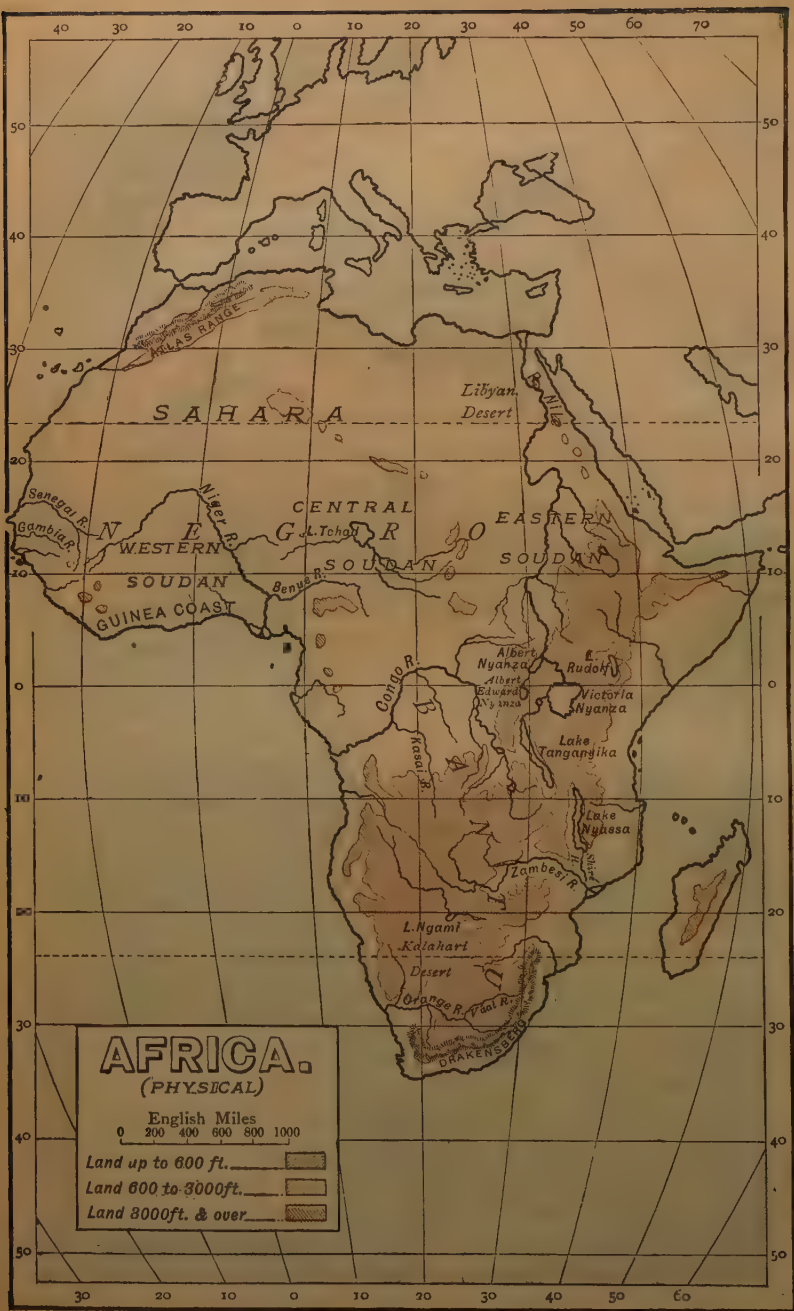 40 30 20 10 0 10 20 30 40 50 60 70
50 50
40 40
ATLAS RANGE
30 30
Libyan
Desert
R. Nile
SAHARA
20 20
Senegal R.
Gambia R.
NEGRO
Niger R.
CENTRAL
SOUDAN
L. Tchad
EASTERN
SOUDAN
WESTERN
SOUDAN
10 10
Benue R.
GUINEA COAST
Albert
Nyanza
L.
Rudolf
0 0
Albert
Edward
Nyanza
Victoria
Nyanza
Congo R.
BANTU
Kasai R.
Lake
Tanganyika
10 10
Lake
Nyassa
R. Shiré
Zambesi R.
20 20
L. Ngami
Kalahari
Desert
Orange R.
Vaal R.
DRAKENSBERG
30 30
AFRICA.
(PHYSICAL)
English Miles
0 200 400 600 800 1000
Land up to 600 ft.
Land 600 to 3000ft.
Land 3000ft. & over
40 40
50 50
30 20 10 0 10 20 30 40 50 60